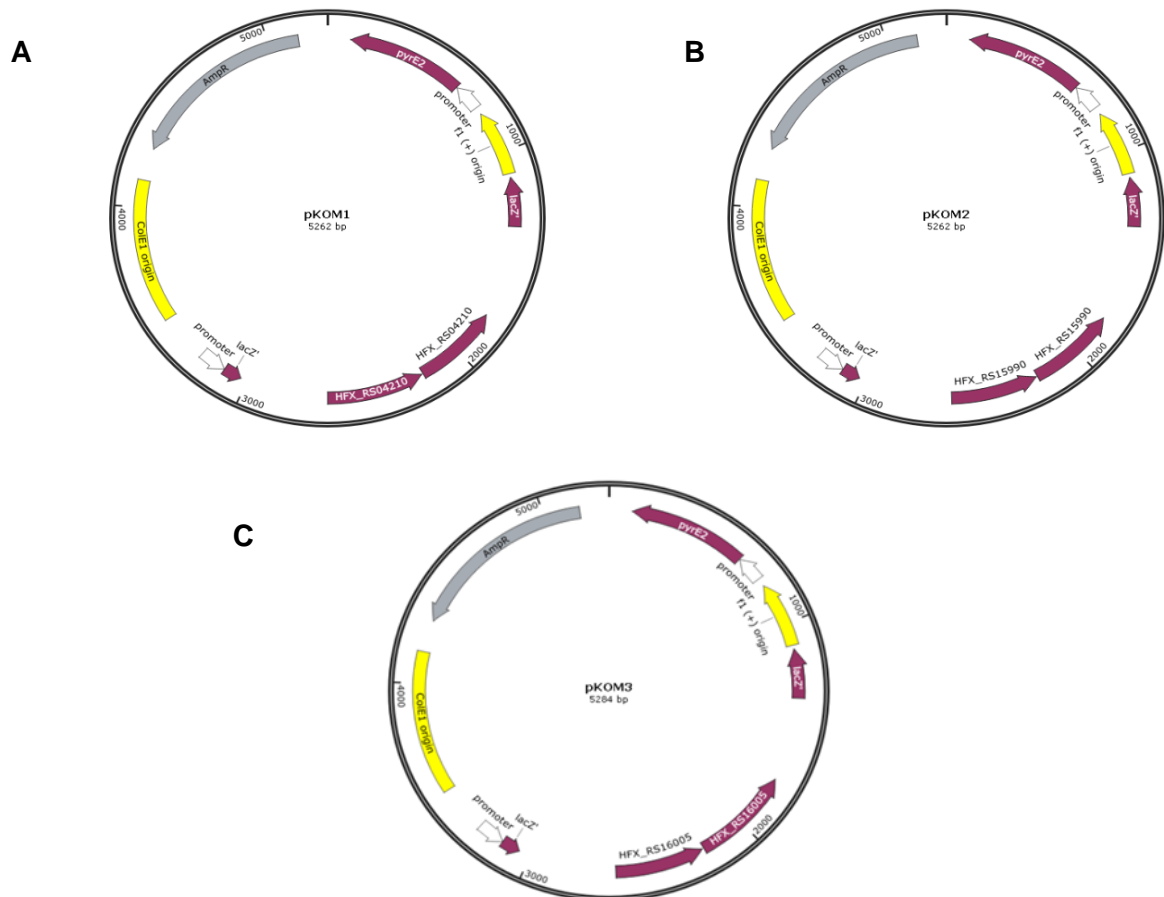 A
5000
AmpR
pyrE2
promoter
f1 (+) origin
1000
lacZ'
pKOM1
5262 bp
4000
ColE1 origin
promoter
lacZ'
3000
HFX_RS04210
HFX_RS04210
2000
B
5000
AmpR
pyrE2
promoter
f1 (+) origin
1000
lacZ'
pKOM2
5262 bp
4000
ColE1 origin
promoter
lacZ'
3000
HFX_RS15990
HFX_RS15990
2000
C
5000
AmpR
pyrE2
promoter
f1 (+) origin
1000
lacZ'
pKOM3
5284 bp
4000
ColE1 origin
promoter
lacZ'
3000
HFX_RS16005
HFX_RS16005
2000